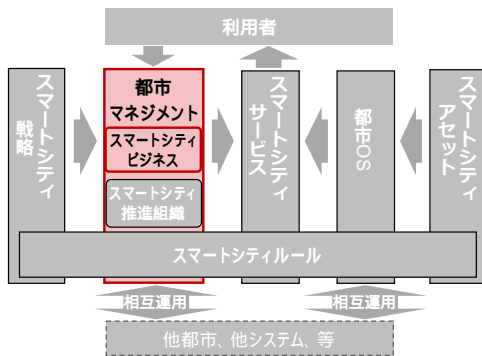 利用者
スマートシティ
戦略
都市
マネジメント
スマートシティ
ビジネス
スマートシティ
推進組織
スマートシティ
サービス
都市OS
スマートシティ
アセット
スマートシティルール
相互運用
相互運用
他都市、他システム、等